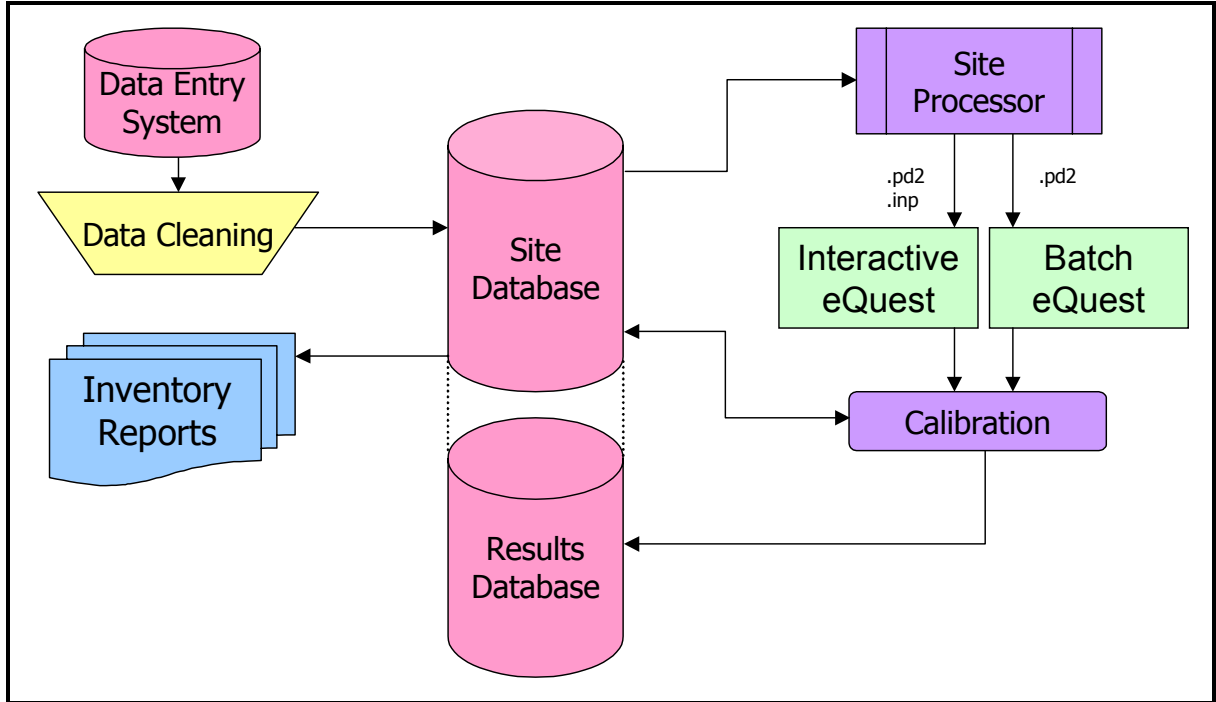 Data Entry
System
Data Cleaning
Inventory
Reports
Site
Database
Results
Database
Site
Processor
.pd2
.inp
.pd2
Interactive
eQuest
Batch
eQuest
Calibration